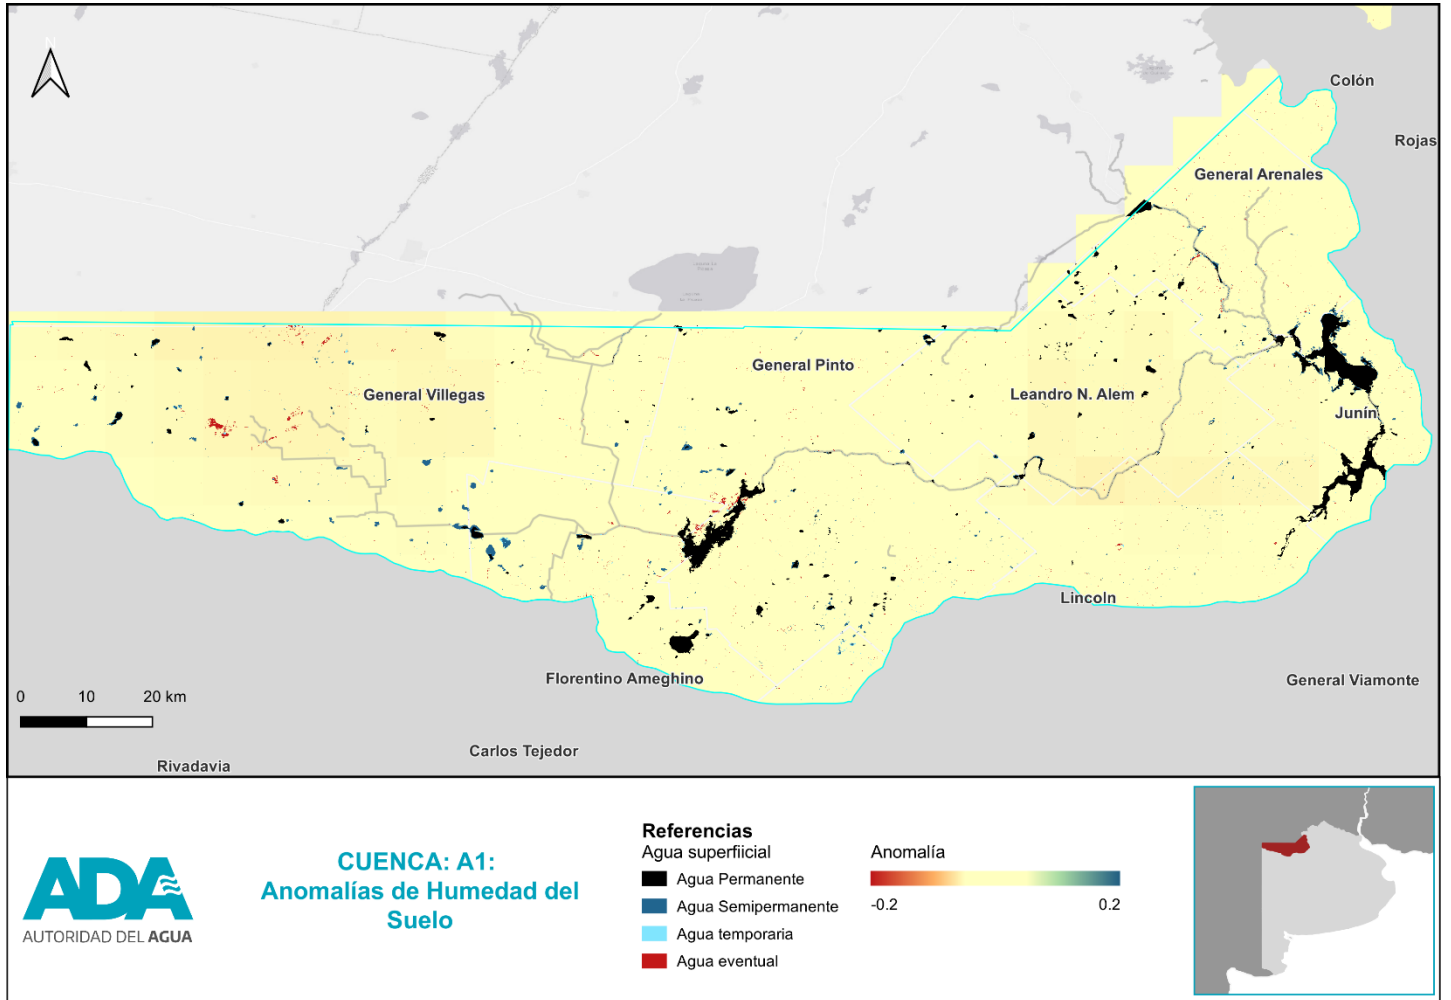 N
Colón
Rojas
General Arenales
General Pinto
General Villegas
Leandro N. Alem
Junín
Lincoln
Florentino Ameghino
General Viamonte
0 10 20 km
Carlos Tejedor
Rivadavia
ADA
AUTORIDAD DEL AGUA
CUENCA: A1:
Anomalías de Humedad del
Suelo
Referencias
Agua superfiicial
Agua Permanente
Agua Semipermanente
Agua temporaria
Agua eventual
Anomalía
-0.2 0.2